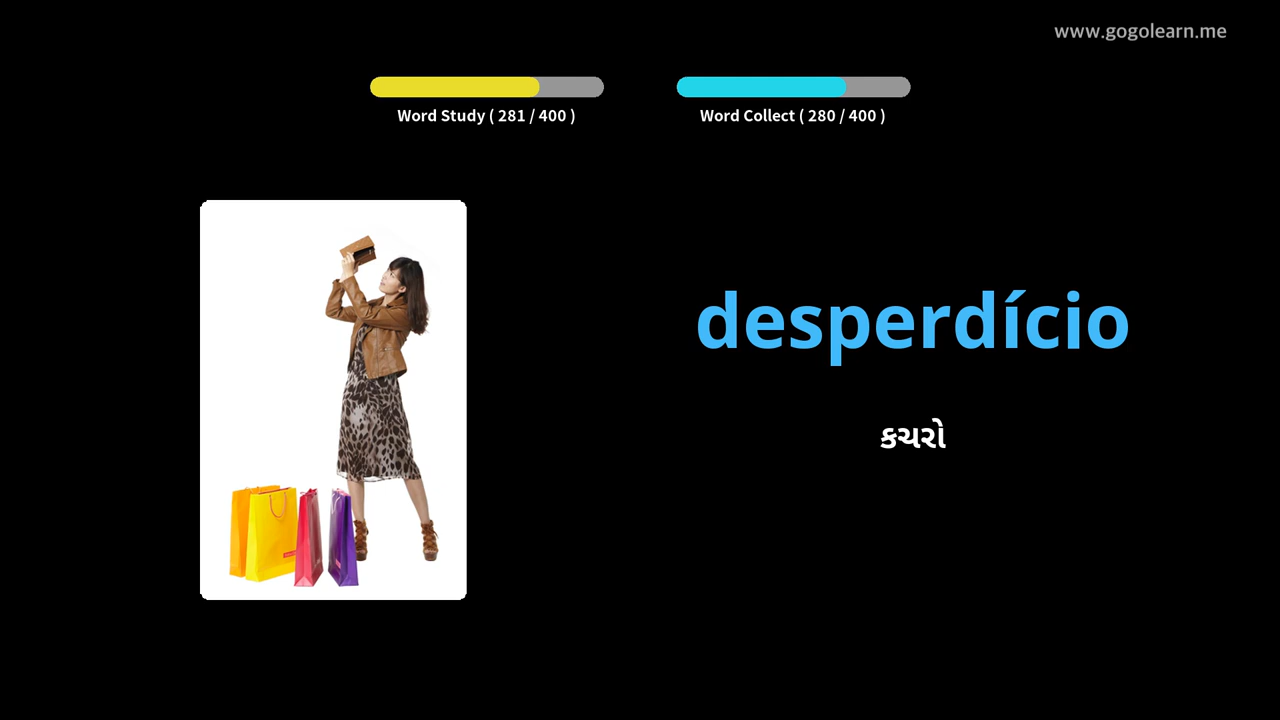 www.gogolearn.me
Word Study ( 281 / 400 )
Word Collect ( 280 / 400 )
desperdício
કચરો